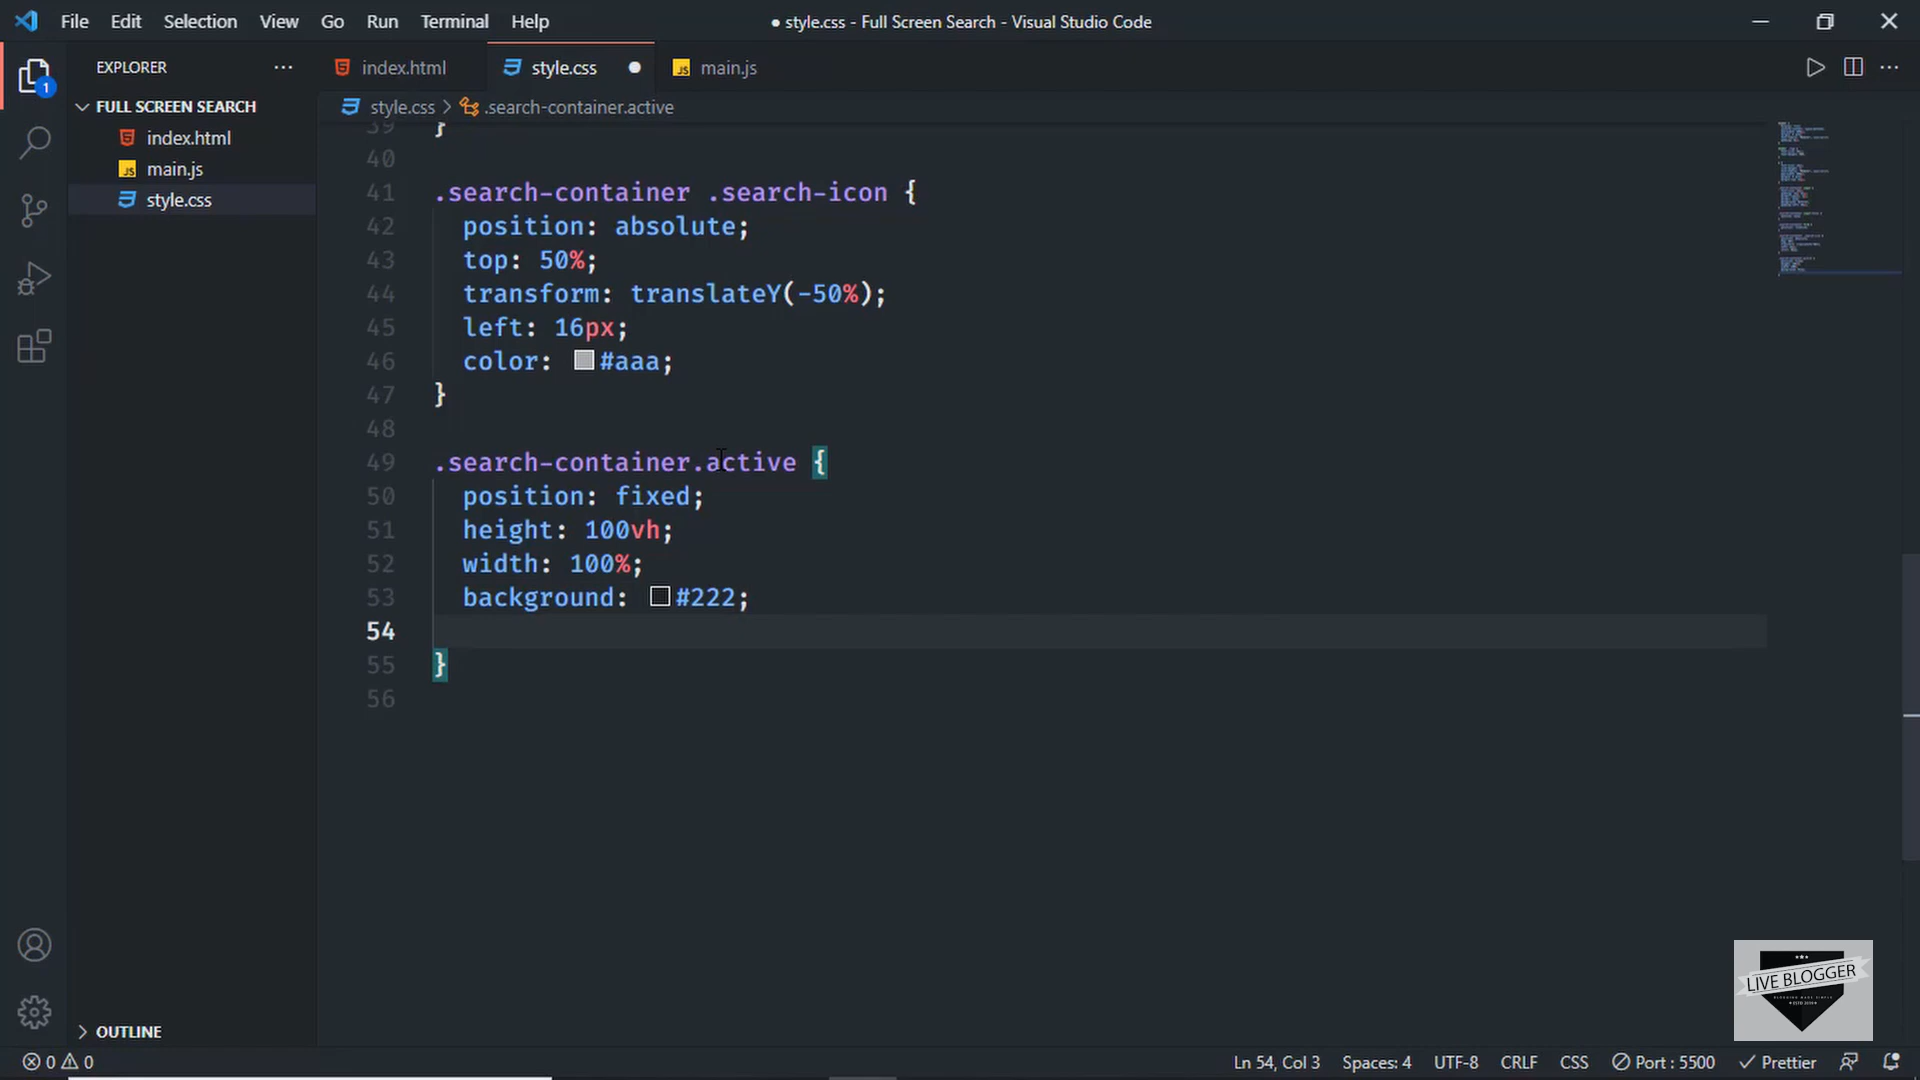 File Edit Selection View Go Run Terminal Help
● style.css - Full Screen Search - Visual Studio Code
EXPLORER
index.html
style.css
JS main.js
FULL SCREEN SEARCH
index.html
JS main.js
style.css
style.css > .search-container.active
39 }
40
41 .search-container .search-icon {
42 position: absolute;
43 top: 50%;
44 transform: translateY(-50%);
45 left: 16px;
46 color: #aaa;
47 }
48
49 .search-container.active {
50 position: fixed;
51 height: 100vh;
52 width: 100%;
53 background: #222;
54
55 }
56
1
LIVE BLOGGER
OUTLINE
0 0
Ln 54, Col 3 Spaces: 4 UTF-8 CRLF CSS Port : 5500 Prettier